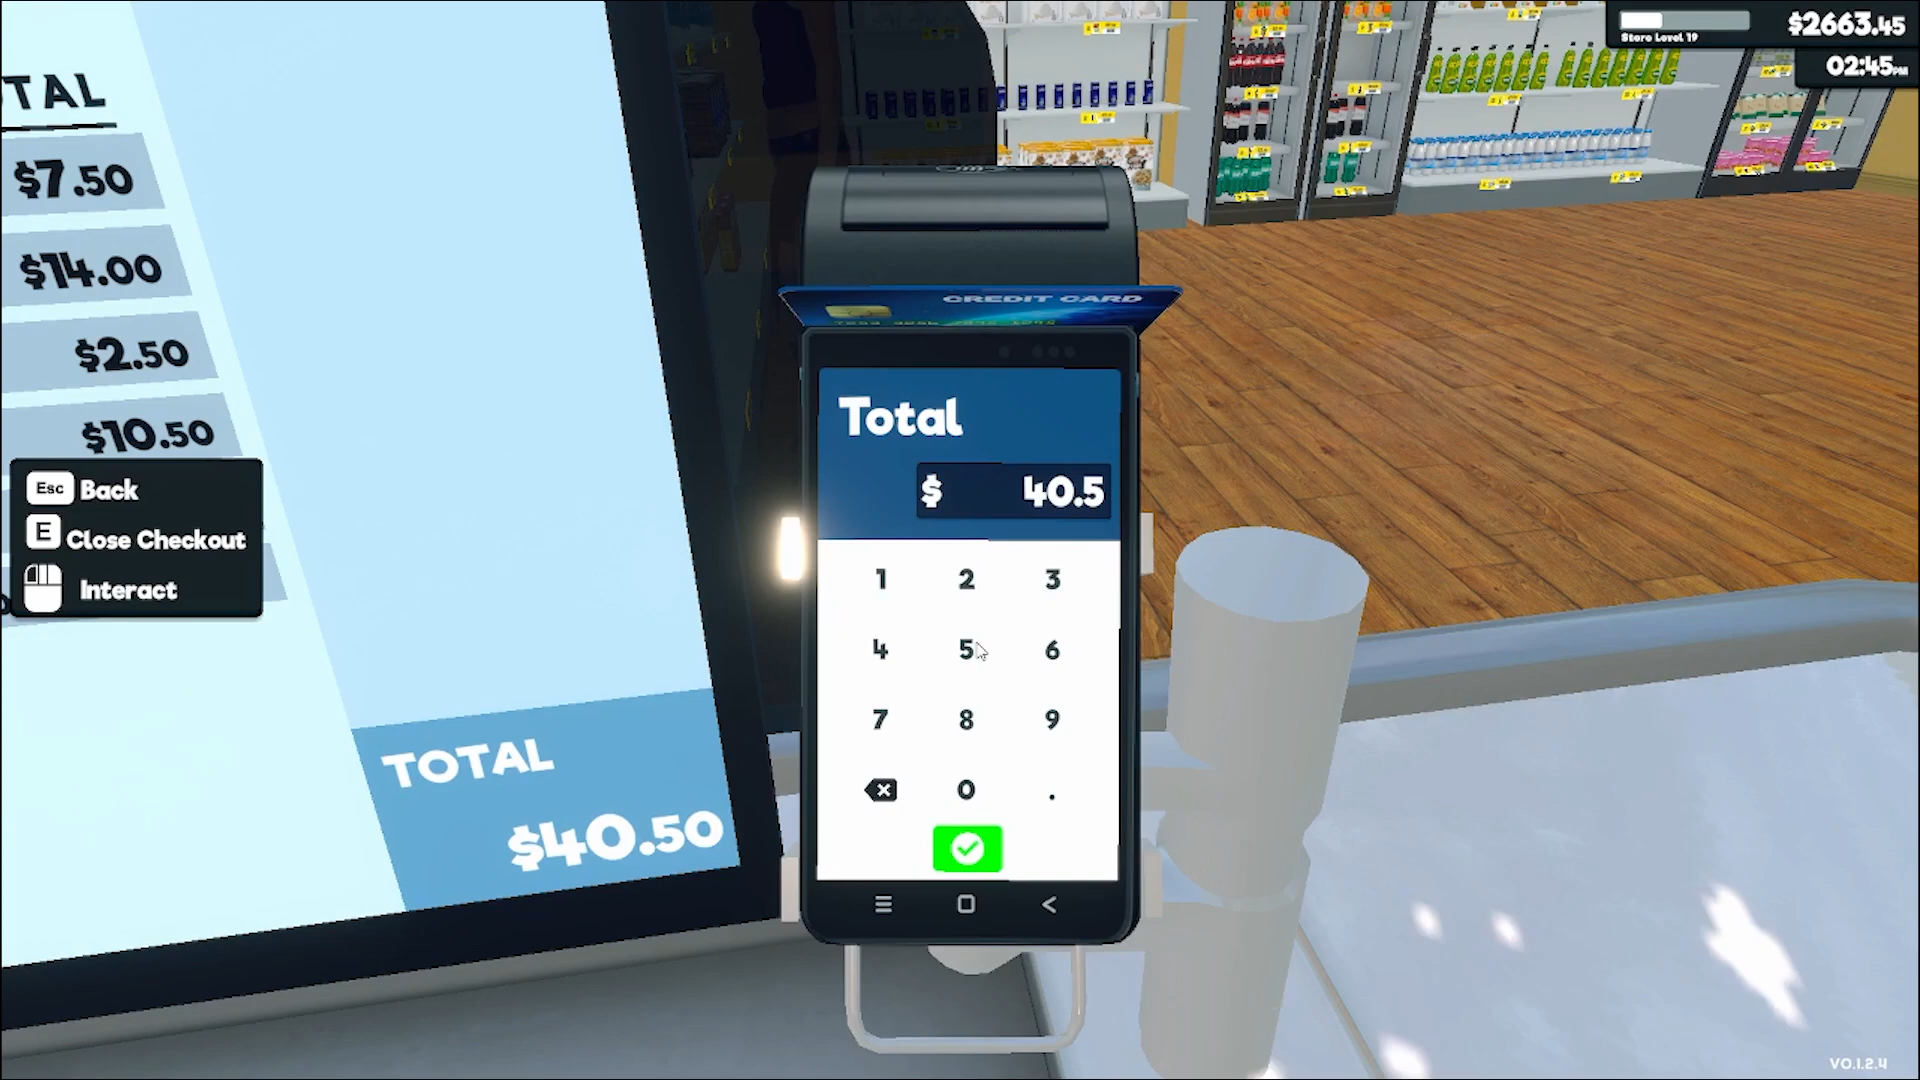 TAL
$7.50
$14.00
$2.50
$10.50
Esc Back
E Close Checkout
Interact
TOTAL
$40.50
CREDIT CARD
Total
$ 40.5
1 2 3
4 5 6
7 8 9
0 .
Store Level 19
$2663.45
02:45PM
V0.1.2.4